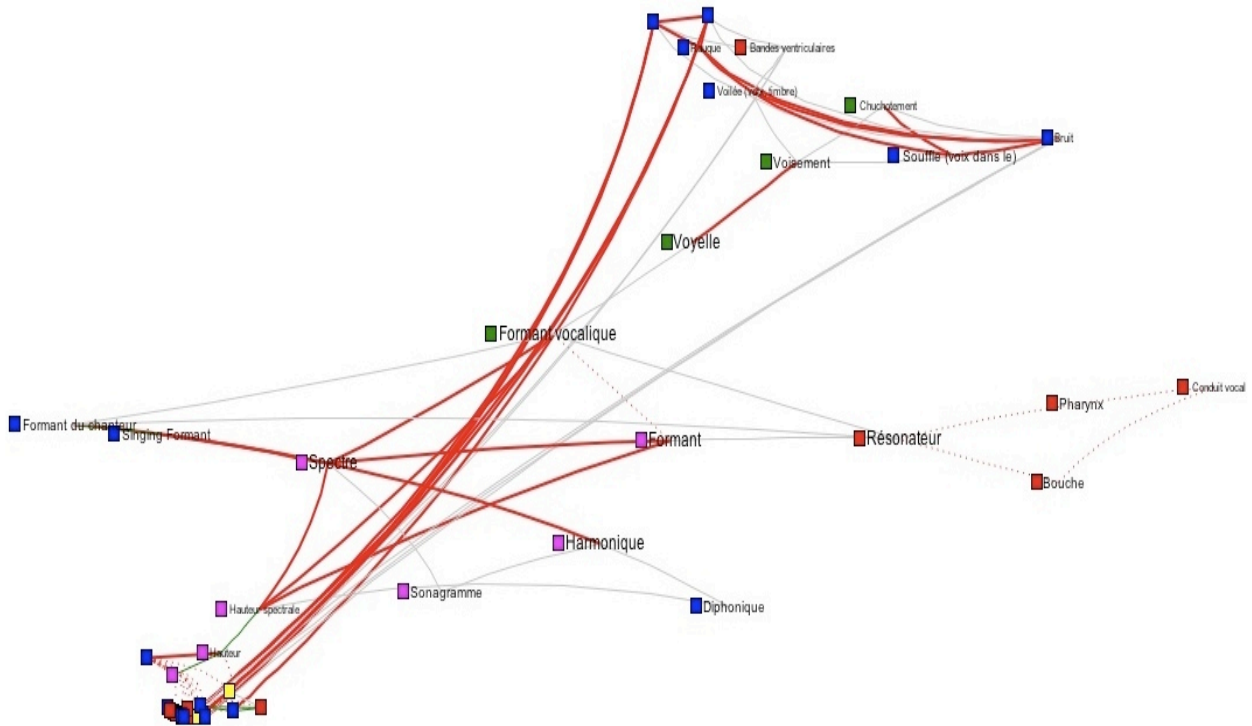 Rauque
Bandes ventriculaires
Voilée (voix, timbre)
Chuchotement
Bruit
Souffle (voix dans le)
Voisement
Voyelle
Formant vocalique
Conduit vocal
Pharynx
Formant du chanteur
Singing Formant
Formant
Résonateur
Spectre
Bouche
Harmonique
Sonagramme
Hauteur spectrale
Diphonique
Hauteur